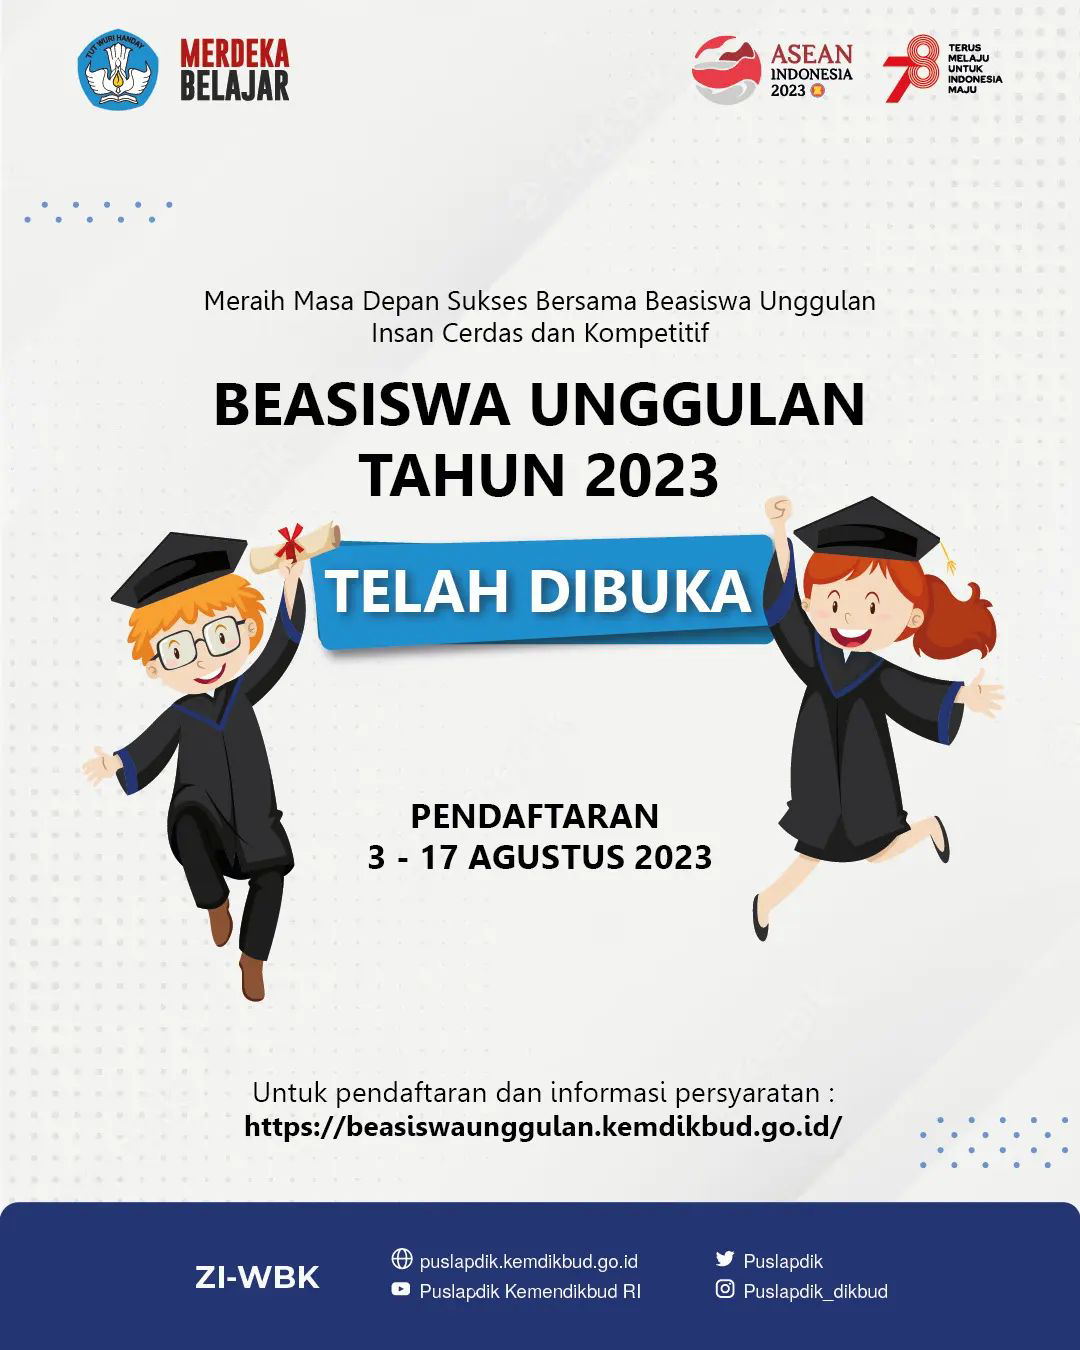 TUT WURI HANDAY
MERDEKA
BELAJAR
ASEAN
INDONESIA
2023
78
TERUS
MELAJU
UNTUK
INDONESIA
MAJU
Meraih Masa Depan Sukses Bersama Beasiswa Unggulan
Insan Cerdas dan Kompetitif
BEASISWA UNGGULAN
TAHUN 2023
TELAH DIBUKA
PENDAFTARAN
3 - 17 AGUSTUS 2023
Untuk pendaftaran dan informasi persyaratan :
https://beasiswaunggulan.kemdikbud.go.id/
ZI-WBK
puslapdik.kemdikbud.go.id
Puslapdik Kemendikbud RI
Puslapdik
Puslapdik_dikbud